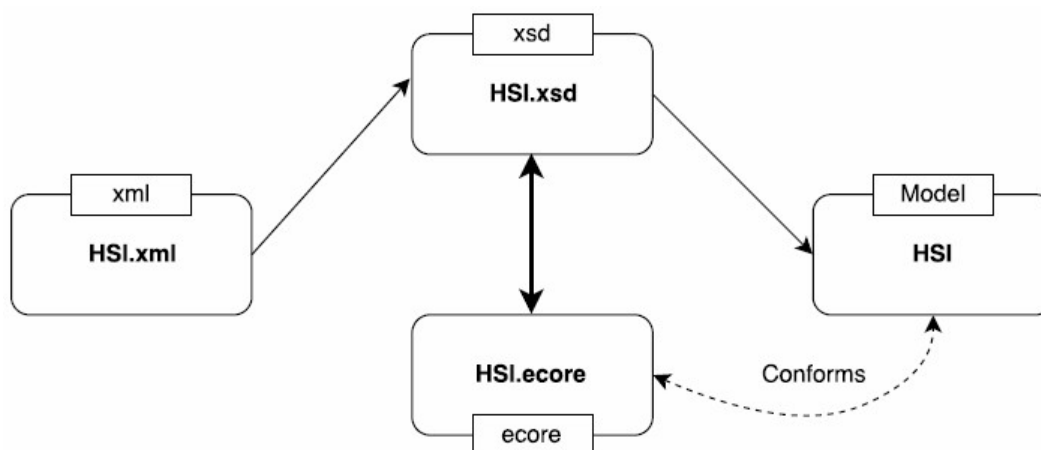 xsd
HSI.xsd
xml
HSI.xml
Model
HSI
HSI.ecore
Conforms
ecore